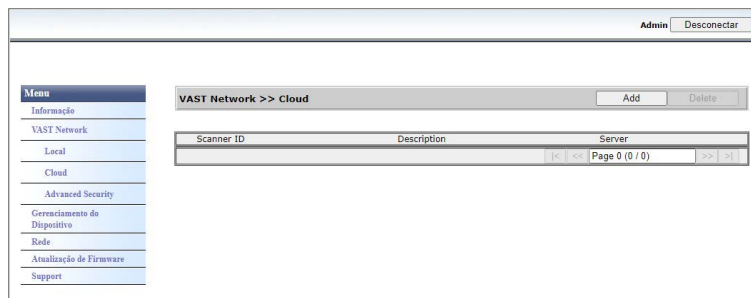 Admin Desconectar
Menu
Informação
VAST Network
Local
Cloud
Advanced Security
Gerenciamento do
Dispositivo
Rede
Atualização de Firmware
Support
VAST Network >> Cloud Add Delete
Scanner ID Description Server
|< << Page 0 (0 / 0) >> >|